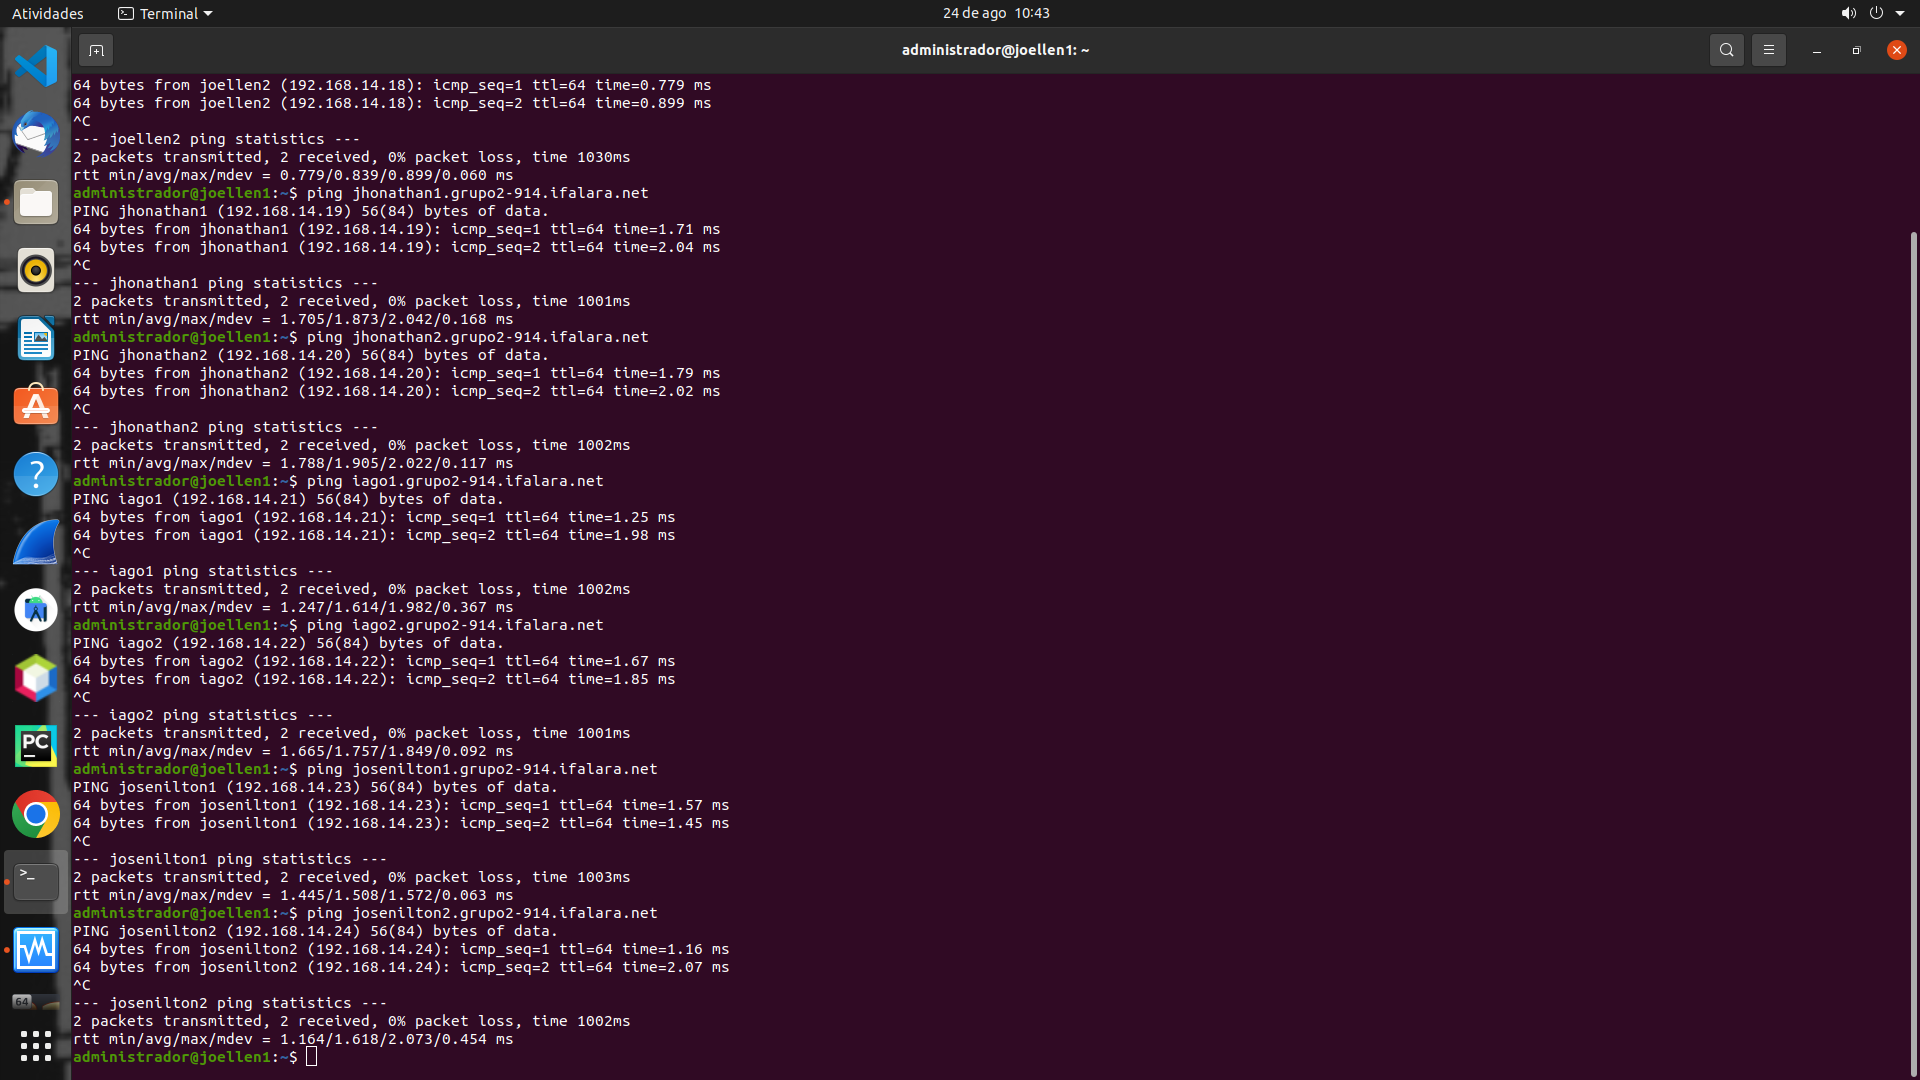 Atividades
Terminal
24 de ago 10:43
administrador@joellen1: ~
64 bytes from joellen2 (192.168.14.18): icmp_seq=1 ttl=64 time=0.779 ms
64 bytes from joellen2 (192.168.14.18): icmp_seq=2 ttl=64 time=0.899 ms
^C
--- joellen2 ping statistics ---
2 packets transmitted, 2 received, 0% packet loss, time 1030ms
rtt min/avg/max/mdev = 0.779/0.839/0.899/0.060 ms
administrador@joellen1:~$ ping jhonathan1.grupo2-914.ifalara.net
PING jhonathan1 (192.168.14.19) 56(84) bytes of data.
64 bytes from jhonathan1 (192.168.14.19): icmp_seq=1 ttl=64 time=1.71 ms
64 bytes from jhonathan1 (192.168.14.19): icmp_seq=2 ttl=64 time=2.04 ms
^C
--- jhonathan1 ping statistics ---
2 packets transmitted, 2 received, 0% packet loss, time 1001ms
rtt min/avg/max/mdev = 1.705/1.873/2.042/0.168 ms
administrador@joellen1:~$ ping jhonathan2.grupo2-914.ifalara.net
PING jhonathan2 (192.168.14.20) 56(84) bytes of data.
64 bytes from jhonathan2 (192.168.14.20): icmp_seq=1 ttl=64 time=1.79 ms
64 bytes from jhonathan2 (192.168.14.20): icmp_seq=2 ttl=64 time=2.02 ms
^C
--- jhonathan2 ping statistics ---
2 packets transmitted, 2 received, 0% packet loss, time 1002ms
rtt min/avg/max/mdev = 1.788/1.905/2.022/0.117 ms
administrador@joellen1:~$ ping iago1.grupo2-914.ifalara.net
PING iago1 (192.168.14.21) 56(84) bytes of data.
64 bytes from iago1 (192.168.14.21): icmp_seq=1 ttl=64 time=1.25 ms
64 bytes from iago1 (192.168.14.21): icmp_seq=2 ttl=64 time=1.98 ms
^C
--- iago1 ping statistics ---
2 packets transmitted, 2 received, 0% packet loss, time 1002ms
rtt min/avg/max/mdev = 1.247/1.614/1.982/0.367 ms
administrador@joellen1:~$ ping iago2.grupo2-914.ifalara.net
PING iago2 (192.168.14.22) 56(84) bytes of data.
64 bytes from iago2 (192.168.14.22): icmp_seq=1 ttl=64 time=1.67 ms
64 bytes from iago2 (192.168.14.22): icmp_seq=2 ttl=64 time=1.85 ms
^C
--- iago2 ping statistics ---
2 packets transmitted, 2 received, 0% packet loss, time 1001ms
rtt min/avg/max/mdev = 1.665/1.757/1.849/0.092 ms
administrador@joellen1:~$ ping josenilton1.grupo2-914.ifalara.net
PING josenilton1 (192.168.14.23) 56(84) bytes of data.
64 bytes from josenilton1 (192.168.14.23): icmp_seq=1 ttl=64 time=1.57 ms
64 bytes from josenilton1 (192.168.14.23): icmp_seq=2 ttl=64 time=1.45 ms
^C
--- josenilton1 ping statistics ---
2 packets transmitted, 2 received, 0% packet loss, time 1003ms
rtt min/avg/max/mdev = 1.445/1.508/1.572/0.063 ms
administrador@joellen1:~$ ping josenilton2.grupo2-914.ifalara.net
PING josenilton2 (192.168.14.24) 56(84) bytes of data.
64 bytes from josenilton2 (192.168.14.24): icmp_seq=1 ttl=64 time=1.16 ms
64 bytes from josenilton2 (192.168.14.24): icmp_seq=2 ttl=64 time=2.07 ms
^C
--- josenilton2 ping statistics ---
2 packets transmitted, 2 received, 0% packet loss, time 1002ms
rtt min/avg/max/mdev = 1.164/1.618/2.073/0.454 ms
administrador@joellen1:~$
PC
64